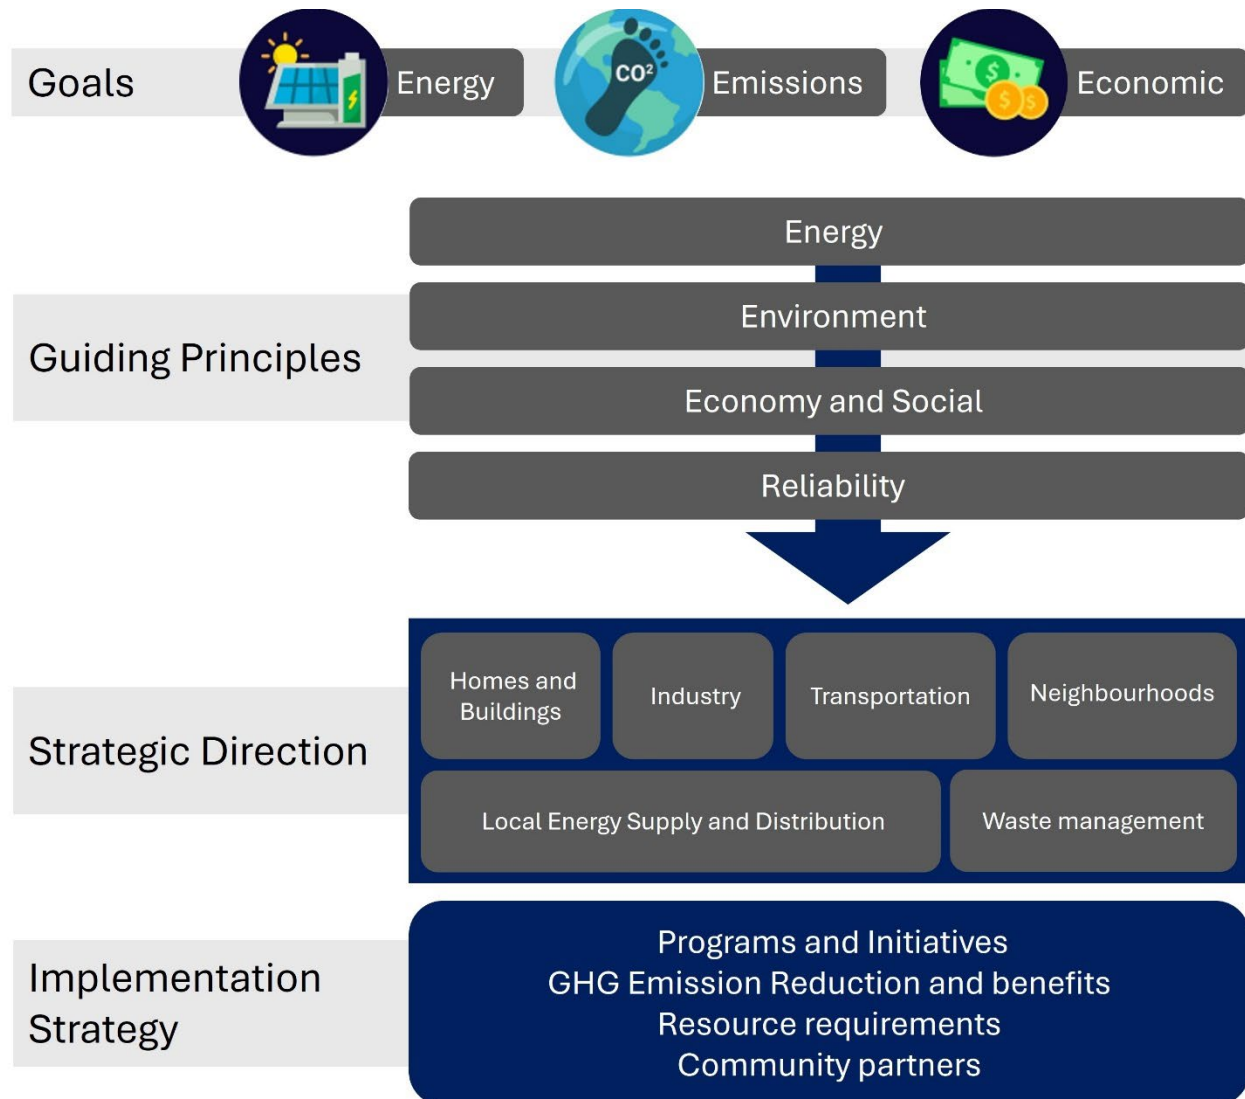 Goals
Energy
CO²
Emissions
$
Economic
Guiding Principles
Energy
Environment
Economy and Social
Reliability
Strategic Direction
Homes and
Buildings
Industry
Transportation
Neighbourhoods
Local Energy Supply and Distribution
Waste management
Implementation
Strategy
Programs and Initiatives
GHG Emission Reduction and benefits
Resource requirements
Community partners